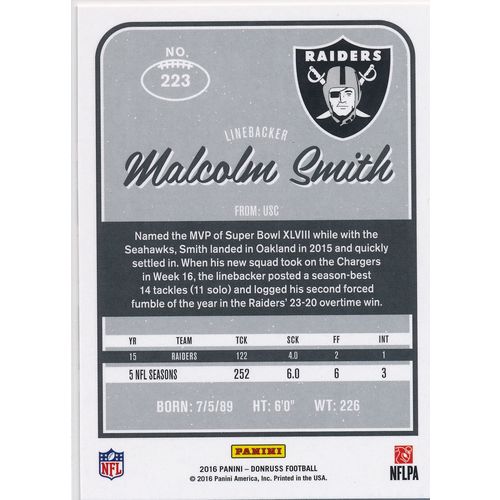 NO.
223
RAIDERS
LINEBACKER
Malcolm Smith
FROM: USC
Named the MVP of Super Bowl XLVIII while with the
Seahawks, Smith landed in Oakland in 2015 and quickly
settled in. When his new squad took on the Chargers
in Week 16, the linebacker posted a season-best
14 tackles (11 solo) and logged his second forced
fumble of the year in the Raiders' 23-20 overtime win.
YR TEAM TCK SCK FF INT
15 RAIDERS 122 4.0 2 1
5 NFL SEASONS 252 6.0 6 3
BORN: 7/5/89 HT: 6'0" WT: 226
NFL
PANINI
NFLPA
2016 PANINI – DONRUSS FOOTBALL
© 2016 Panini America, Inc. Printed in the USA.